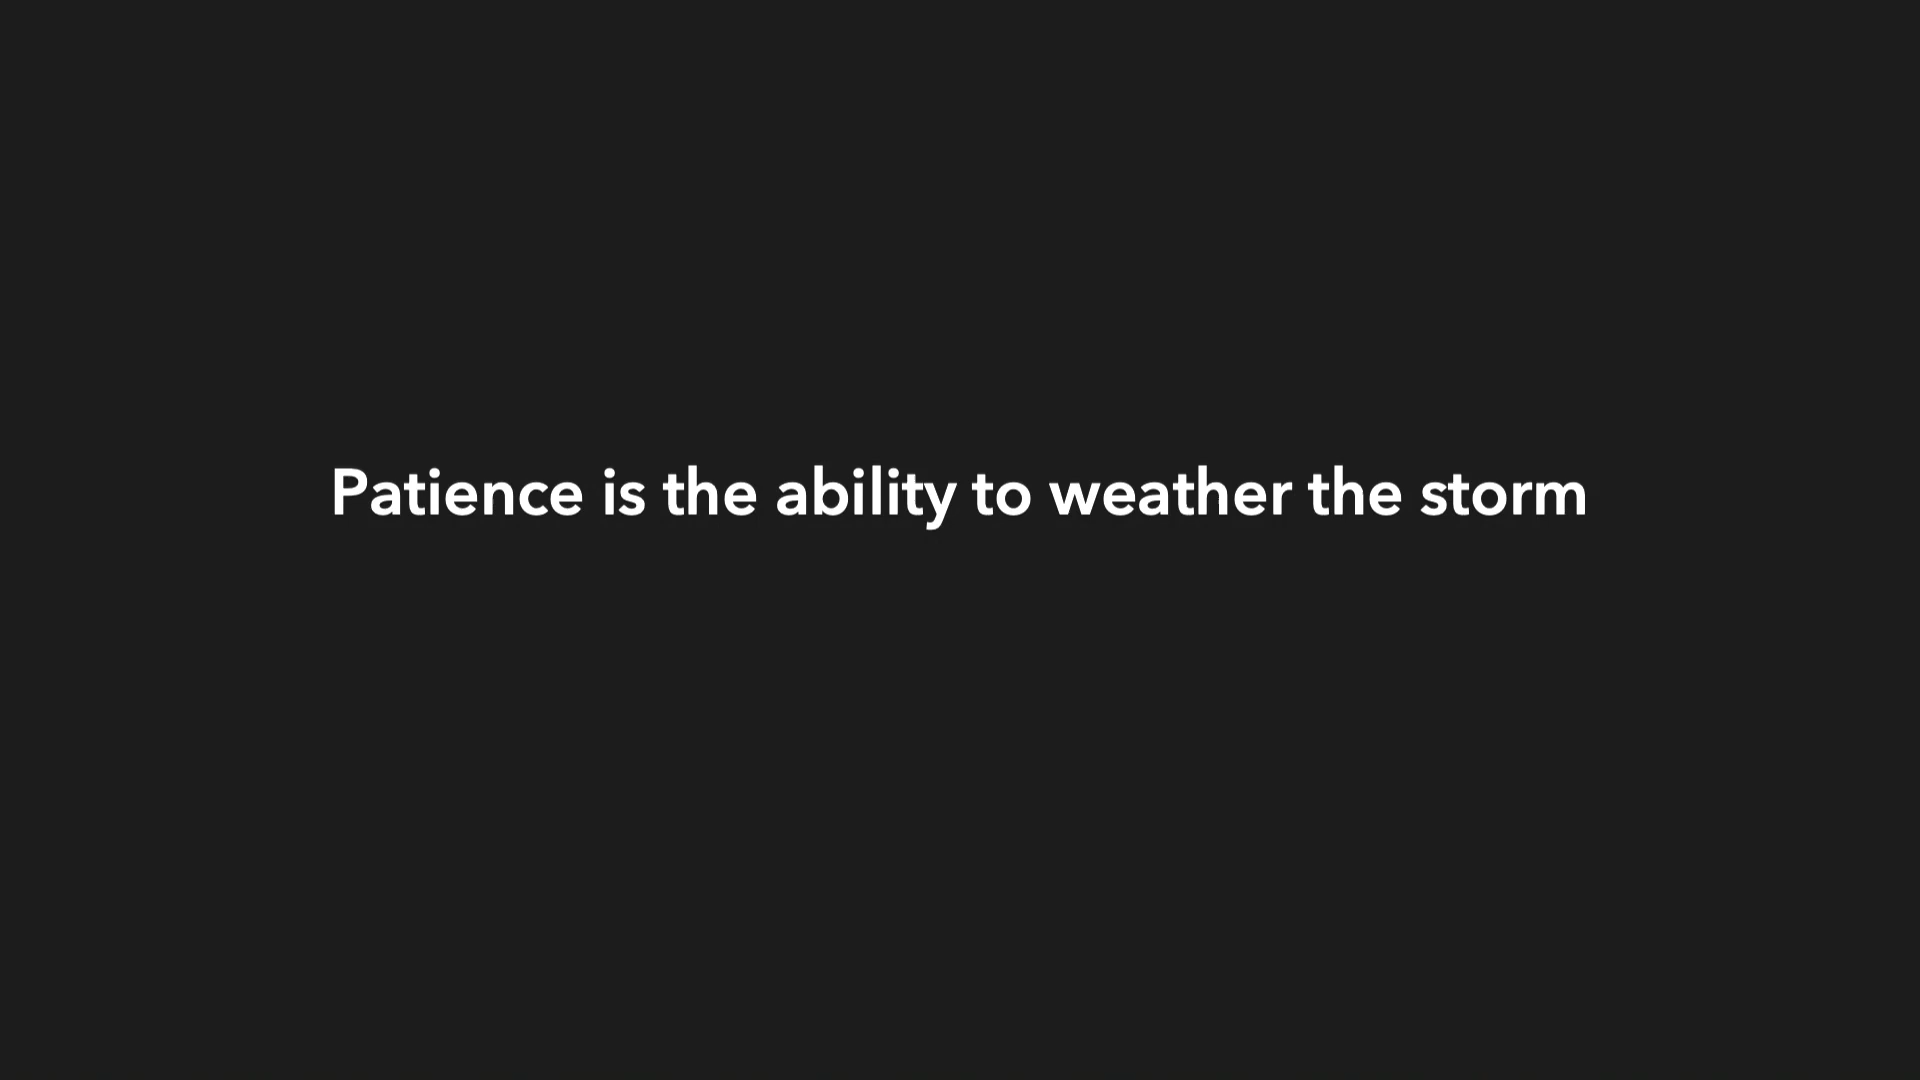 Patience is the ability to weather the storm